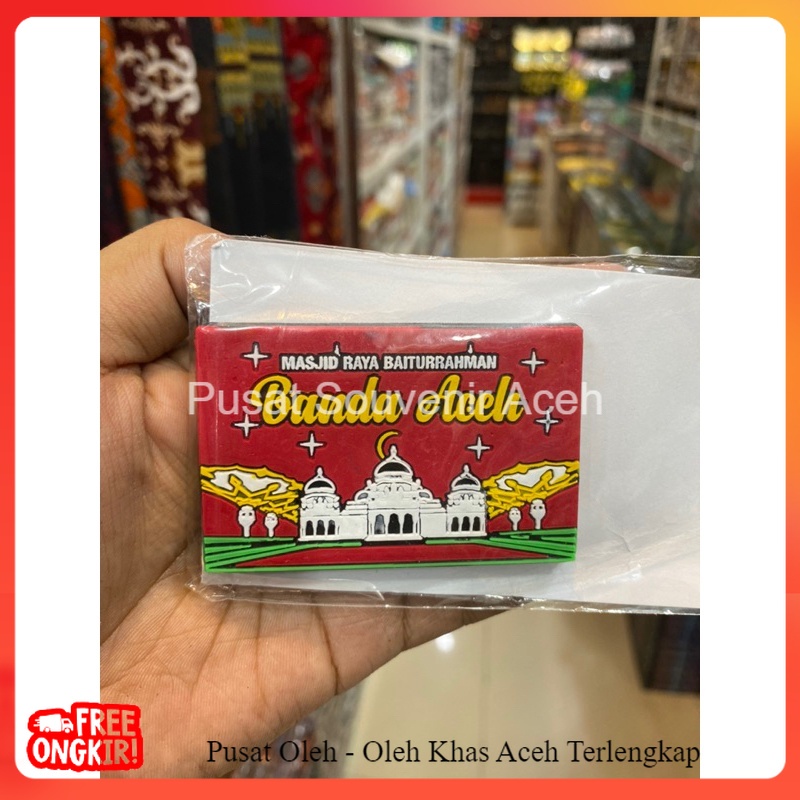 MASJID RAYA BAITURRAHMAN
Banda Aceh
Pusat Souvenir Aceh
FREE
ONGKIR!
Pusat Oleh - Oleh Khas Aceh Terlengkap